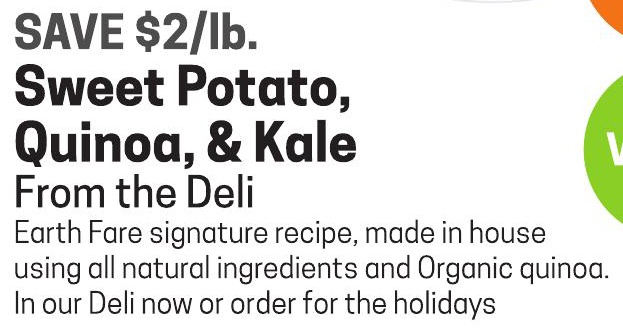 SAVE $2/lb.
Sweet Potato,
Quinoa, & Kale
From the Deli
Earth Fare signature recipe, made in house
using all natural ingredients and Organic quinoa.
In our Deli now or order for the holidays